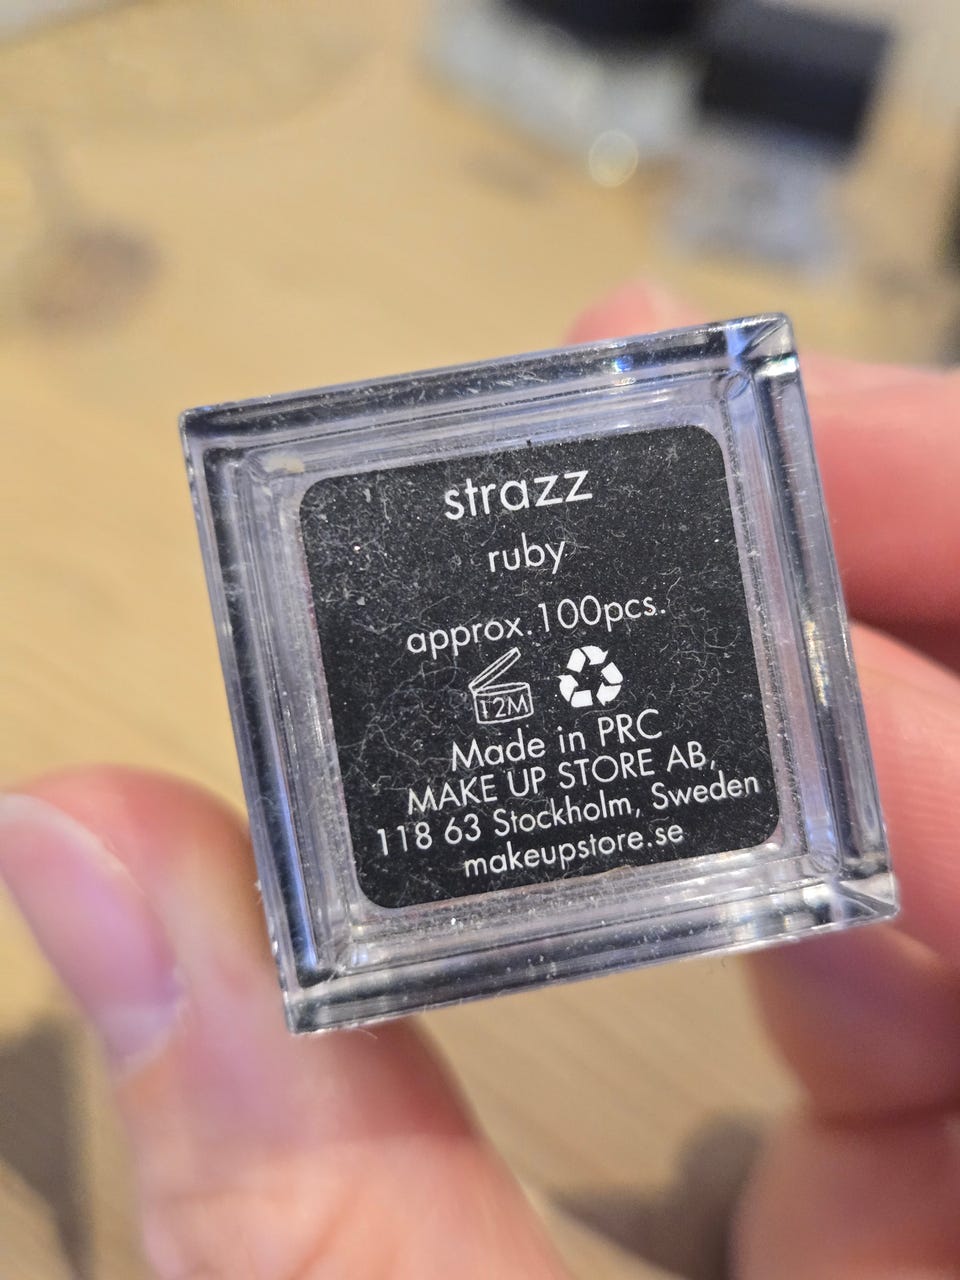 strazz
ruby
approx.100pcs.
12M
Made in PRC
MAKE UP STORE AB,
118 63 Stockholm, Sweden
makeupstore.se